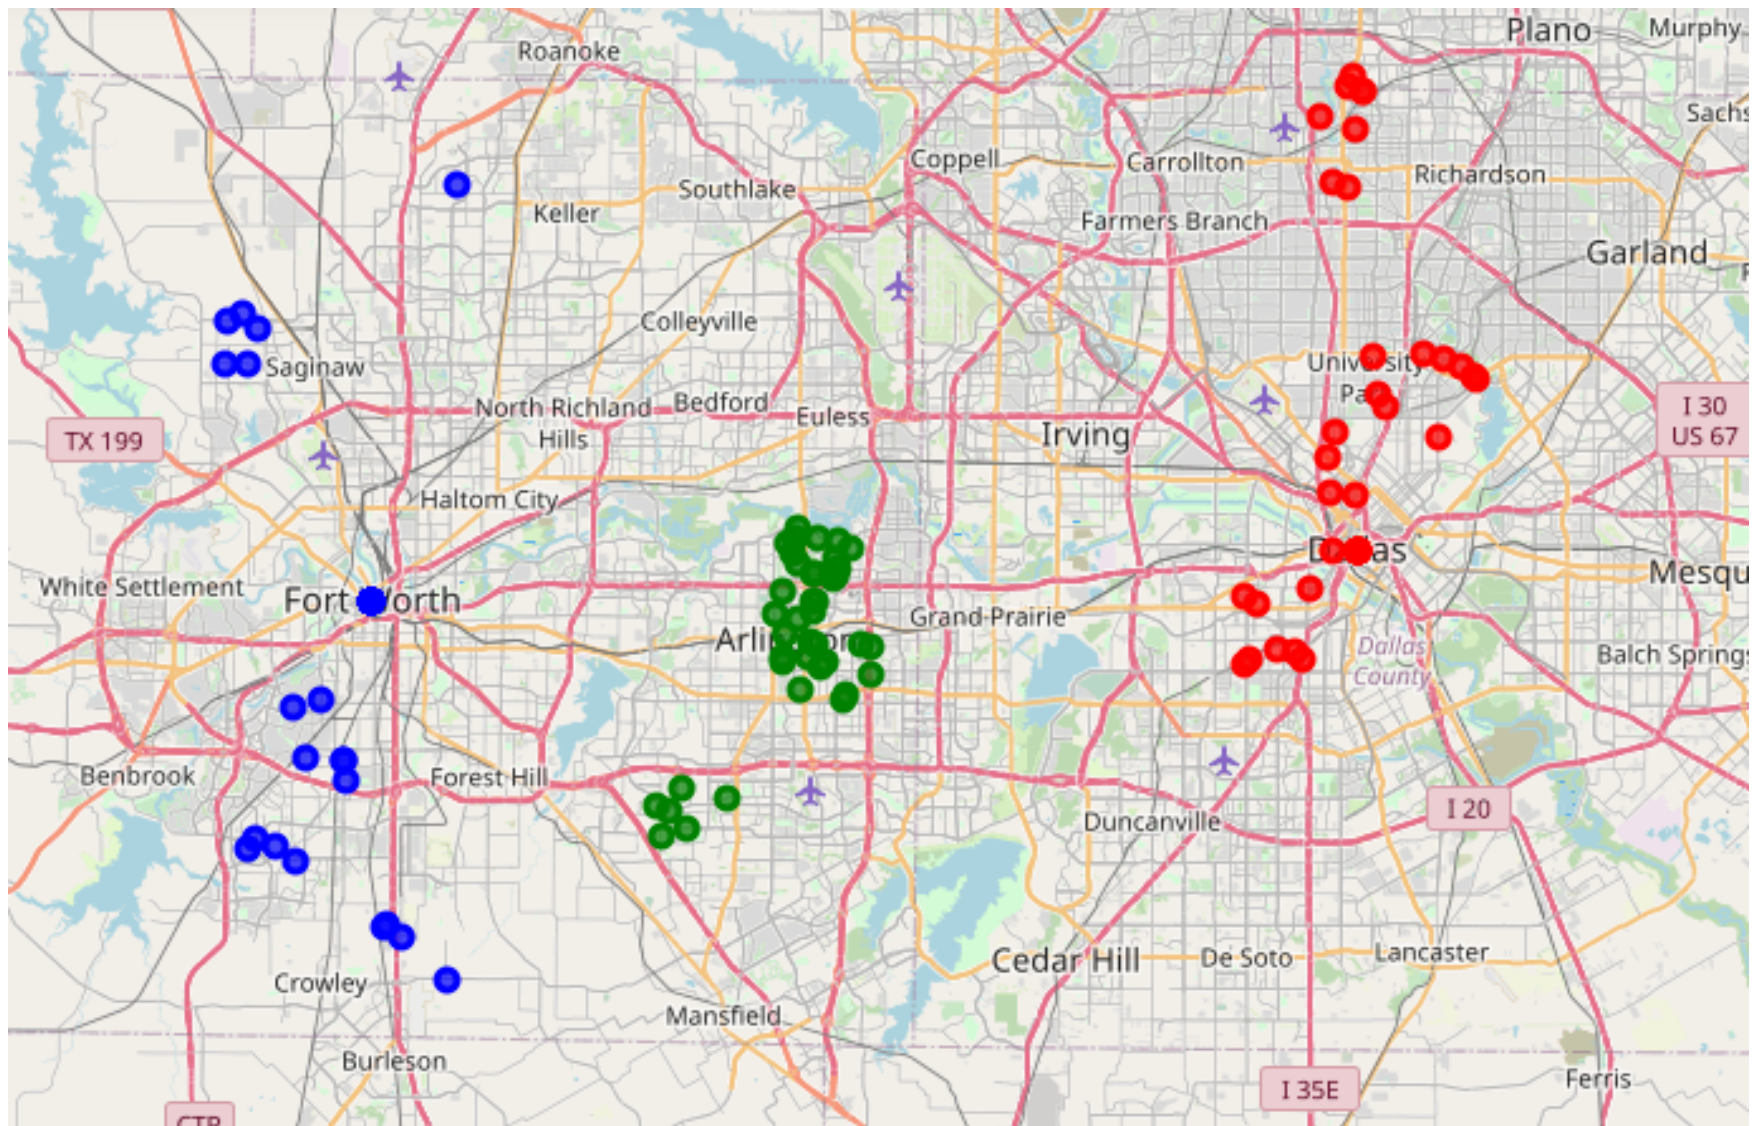 Plano
Murphy
Roanoke
Sachs
Coppell
Carrollton
Richardson
Southlake
Keller
Farmers Branch
Garland
Colleyville
Saginaw
University
Park
North Richland
Hills
Bedford
Euless
Irving
I 30
US 67
TX 199
Haltom City
Dallas
Mesqu
White Settlement
Fort Worth
Grand Prairie
Arlington
Dallas
County
Balch Springs
Benbrook
Forest Hill
I 20
Duncanville
Cedar Hill
De Soto
Lancaster
Crowley
Mansfield
Burleson
Ferris
I 35E
CTP